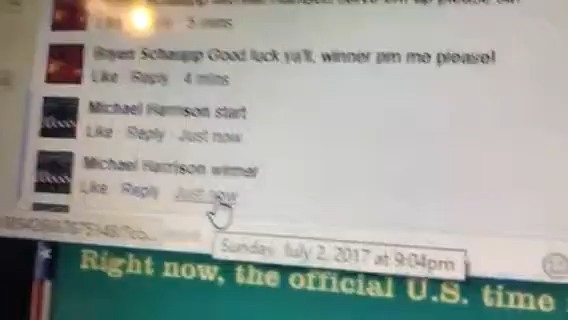 5 mins
Bryan Schaupp Good luck ya'll, winner pm me please!
Like Reply 4 mins
Michael Harrison start
Like Reply Just now
Michael Harrison winner
Like Reply Just now
Sunday, July 2, 2017 at 9:04pm
Right now, the official U.S. time